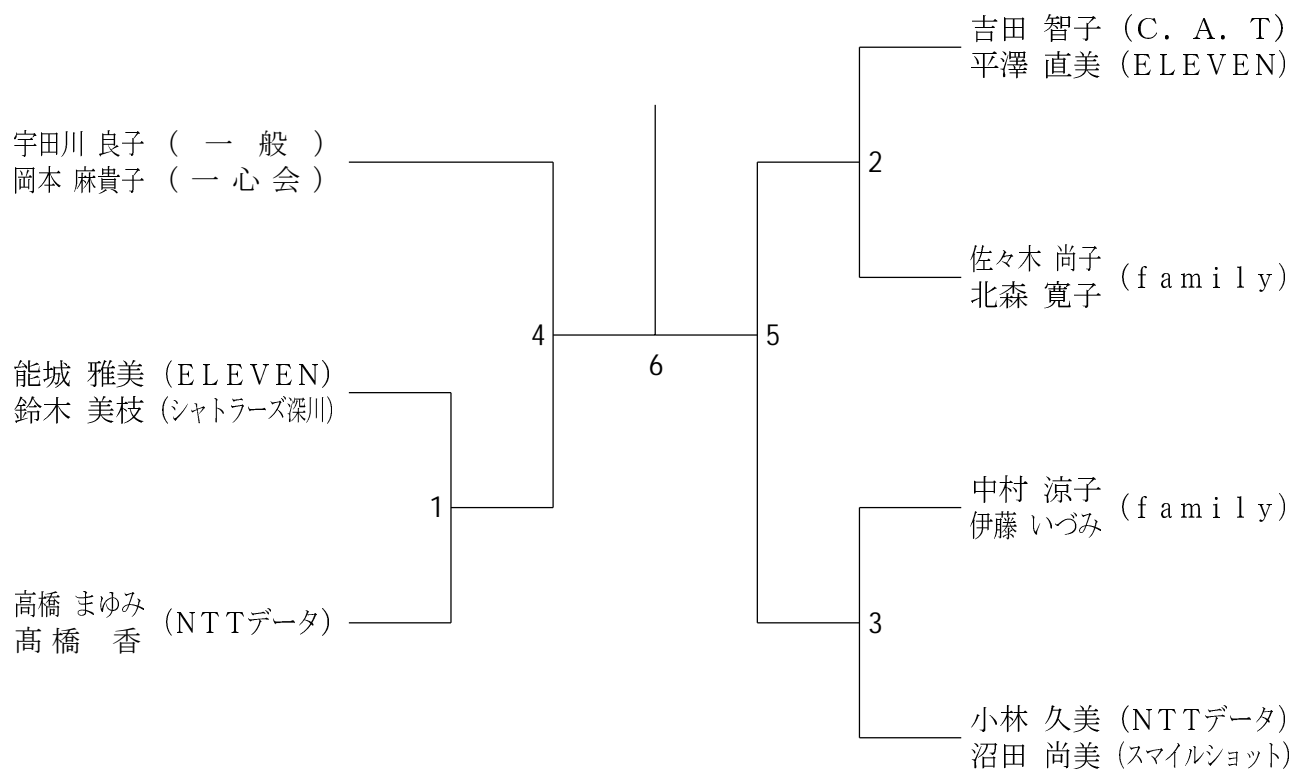 宇田川 良子 ( 一 般 )
岡本 麻貴子 ( 一 心 会 )
能城 雅美 (ＥＬＥＶＥＮ)
鈴木 美枝 (シャトラーズ深川)
高橋 まゆみ
髙橋 香
(ＮＴＴデータ)
1
4
6
5
2
3
吉田 智子 (Ｃ．Ａ．Ｔ)
平澤 直美 (ＥＬＥＶＥＮ)
佐々木 尚子
北森 寛子
(ｆａｍｉｌｙ)
中村 涼子
伊藤 いづみ
(ｆａｍｉｌｙ)
小林 久美 (ＮＴＴデータ)
沼田 尚美 (スマイルショット)